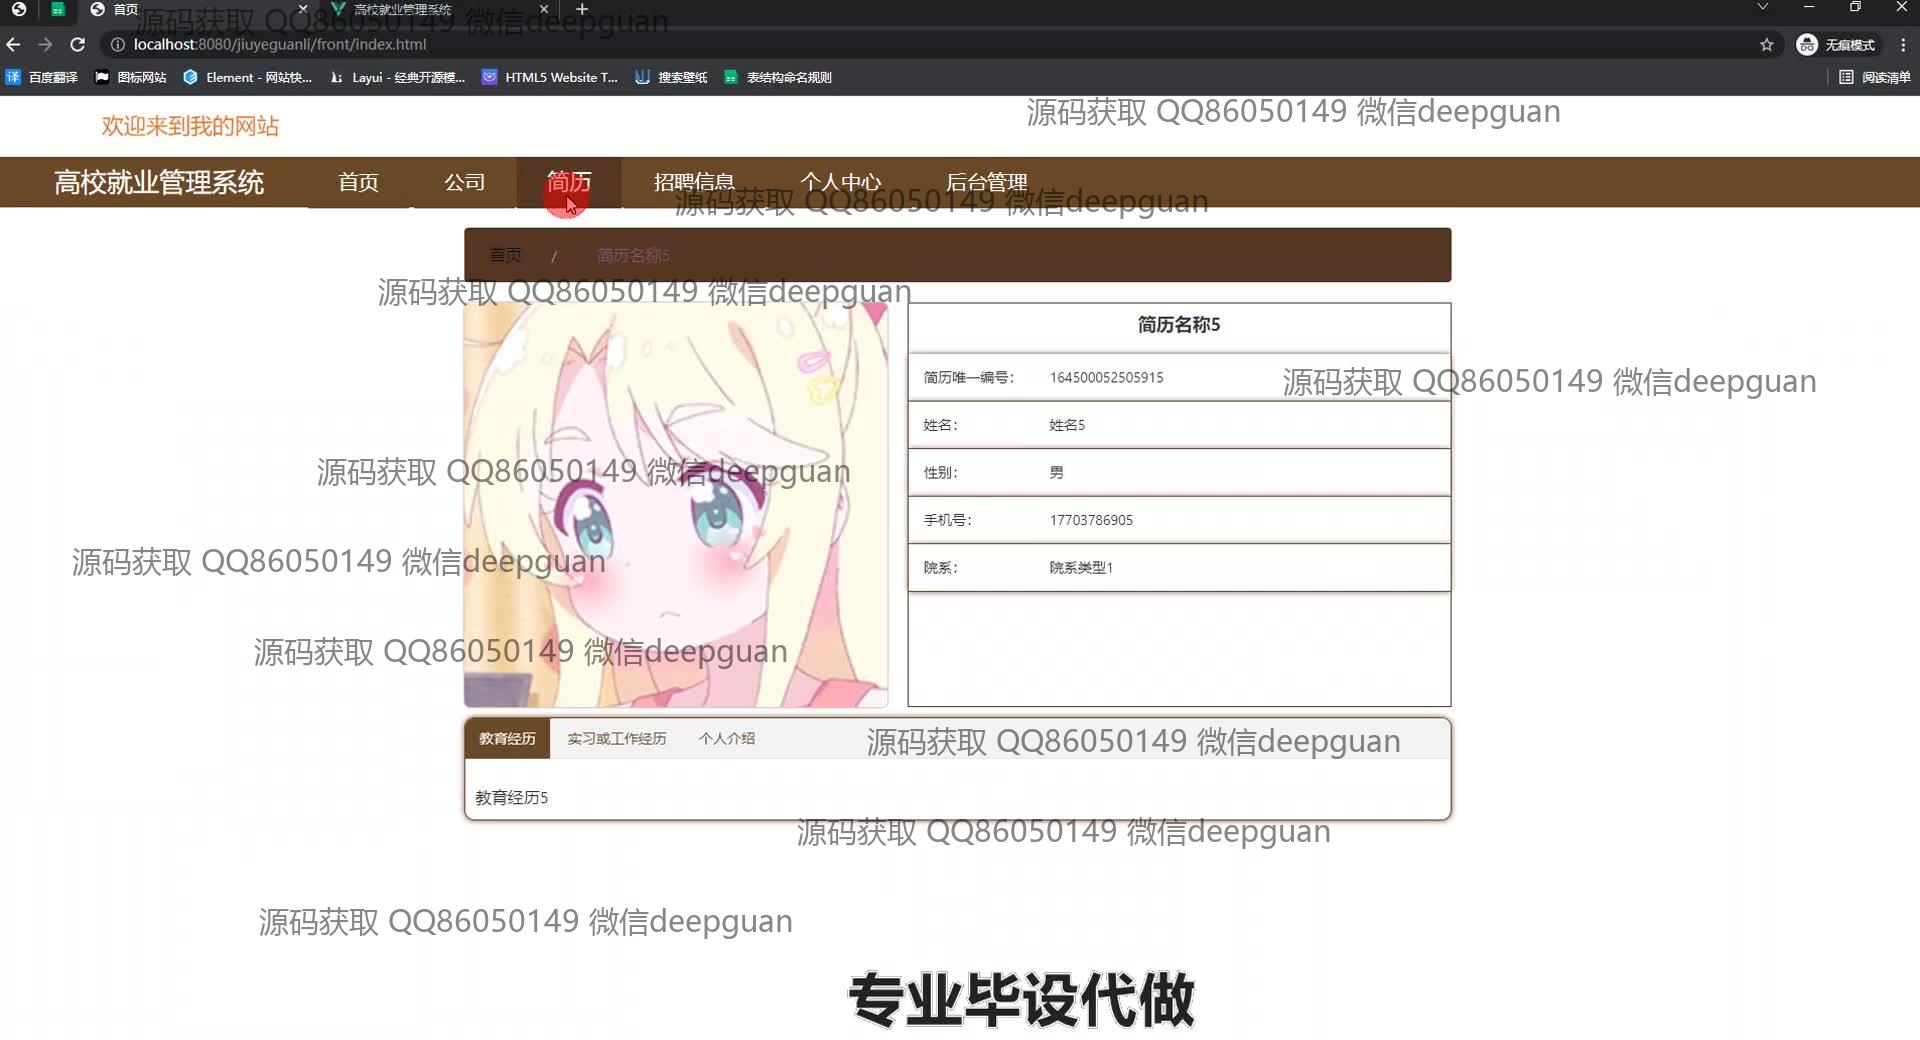 首页
高校就业管理系统
源码获取 QQ86050149 微信deepguan
localhost:8080/jiuyeguanli/front/index.html
无痕模式
百度翻译
图标网站
Element - 网站快...
Layui - 经典开源模...
HTML5 Website T...
搜索壁纸
表结构命名规则
阅读清单
欢迎来到我的网站
源码获取 QQ86050149 微信deepguan
高校就业管理系统
首页
公司
简历
招聘信息
个人中心
后台管理
源码获取 QQ86050149 微信deepguan
首页 / 简历名称5
源码获取 QQ86050149 微信deepguan
简历名称5
简历唯一编号: 164500052505915
源码获取 QQ86050149 微信deepguan
姓名: 姓名5
性别: 男
源码获取 QQ86050149 微信deepguan
手机号: 17703786905
院系: 院系类型1
源码获取 QQ86050149 微信deepguan
源码获取 QQ86050149 微信deepguan
教育经历
实习或工作经历
个人介绍
源码获取 QQ86050149 微信deepguan
教育经历5
源码获取 QQ86050149 微信deepguan
源码获取 QQ86050149 微信deepguan
专业毕设代做